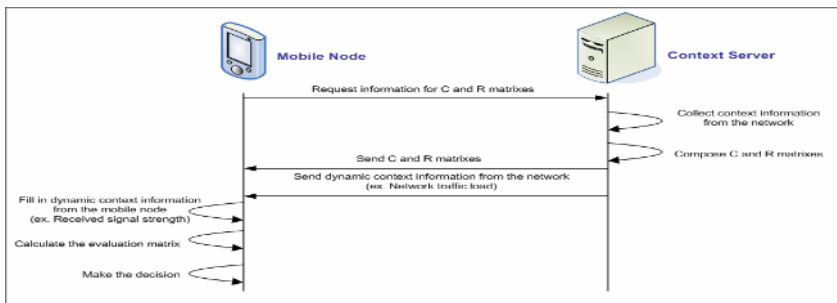 Mobile Node
Context Server
Request information for C and R matrixes
Collect context information
from the network
Compose C and R matrixes
Send C and R matrixes
Send dynamic context information from the network
(ex. Network traffic load)
Fill in dynamic context information
from the mobile node
(ex. Received signal strength)
Calculate the evaluation matrix
Make the decision